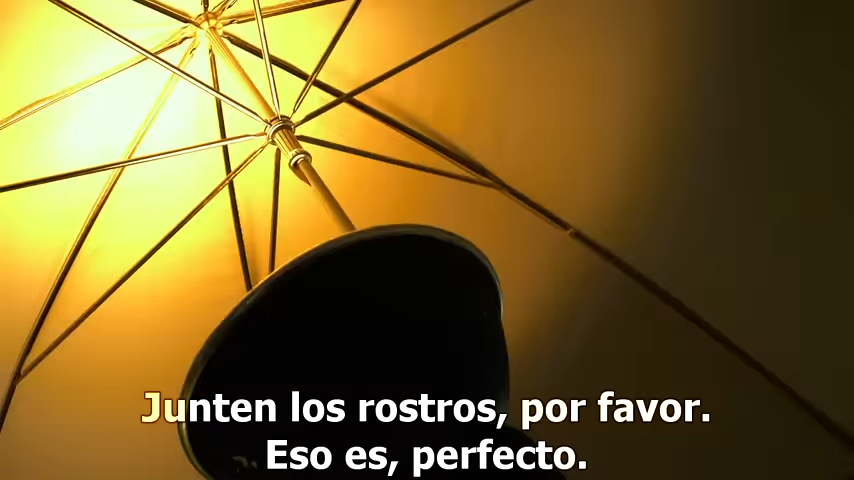 Junten los rostros, por favor.
Eso es, perfecto.